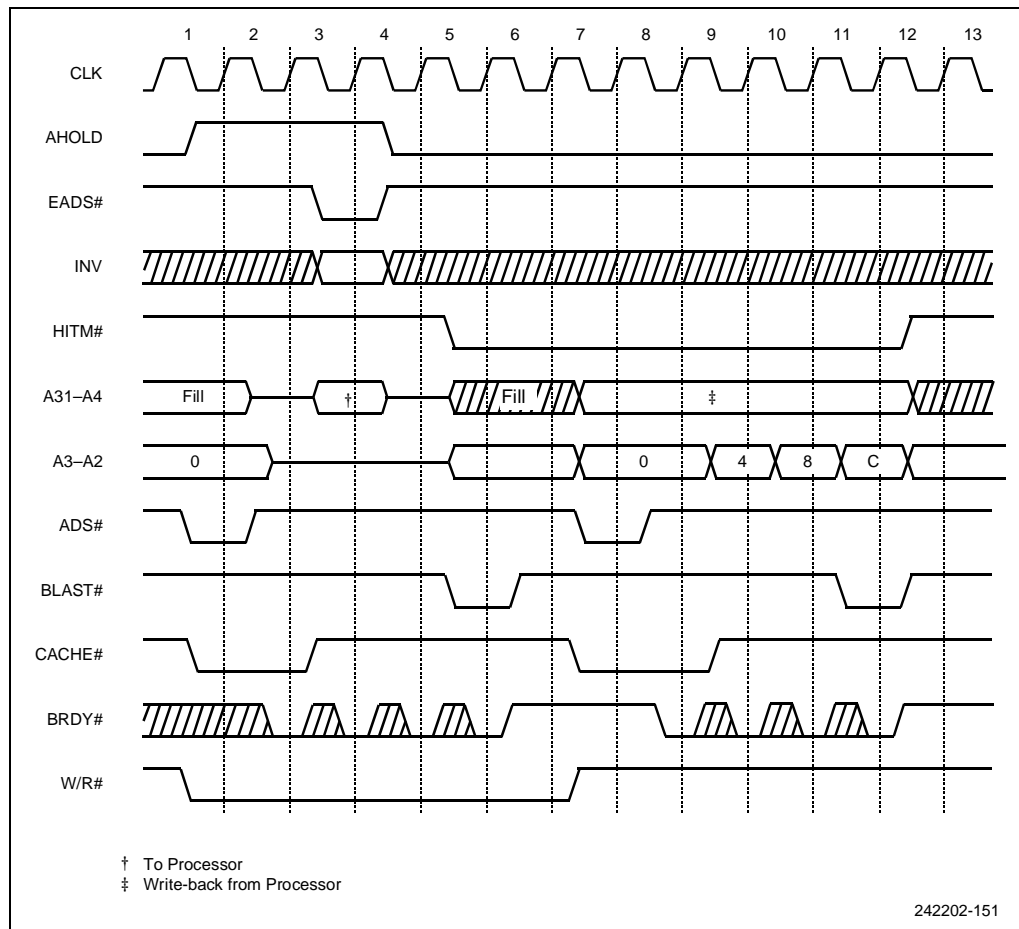 1 2 3 4 5 6 7 8 9 10 11 12 13
CLK
AHOLD
EADS#
INV
HITM#
A31–A4 Fill † Fill ‡
A3–A2 0 0 4 8 C
ADS#
BLAST#
CACHE#
BRDY#
W/R#
† To Processor
‡ Write-back from Processor
242202-151